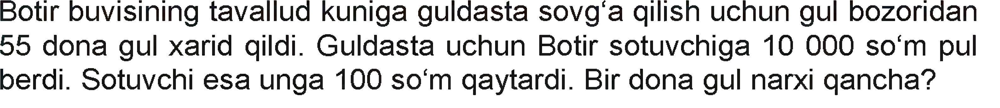 Botir buvisining tavallud kuniga guldasta sovg‘a qilish uchun gul bozoridan
55 dona gul xarid qildi. Guldasta uchun Botir sotuvchiga 10 000 so‘m pul
berdi. Sotuvchi esa unga 100 so‘m qaytardi. Bir dona gul narxi qancha?